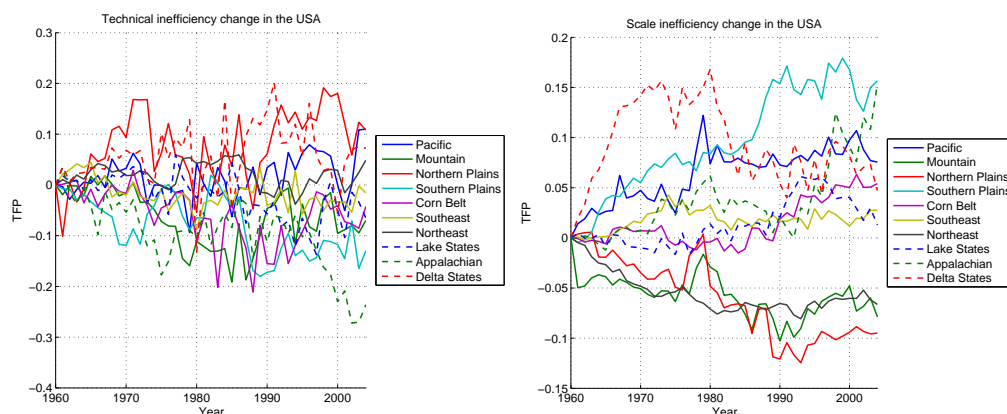 Technical inefficiency change in the USA
0.3
0.2
0.1
0
−0.1
−0.2
−0.3
−0.4
TFP
1960
1970
1980
1990
2000
Year
Pacific
Mountain
Northern Plains
Southern Plains
Corn Belt
Southeast
Northeast
Lake States
Appalachian
Delta States
Scale inefficiency change in the USA
0.2
0.15
0.1
0.05
0
−0.05
−0.1
−0.15
TFP
1960
1970
1980
1990
2000
Year
Pacific
Mountain
Northern Plains
Southern Plains
Corn Belt
Southeast
Northeast
Lake States
Appalachian
Delta States